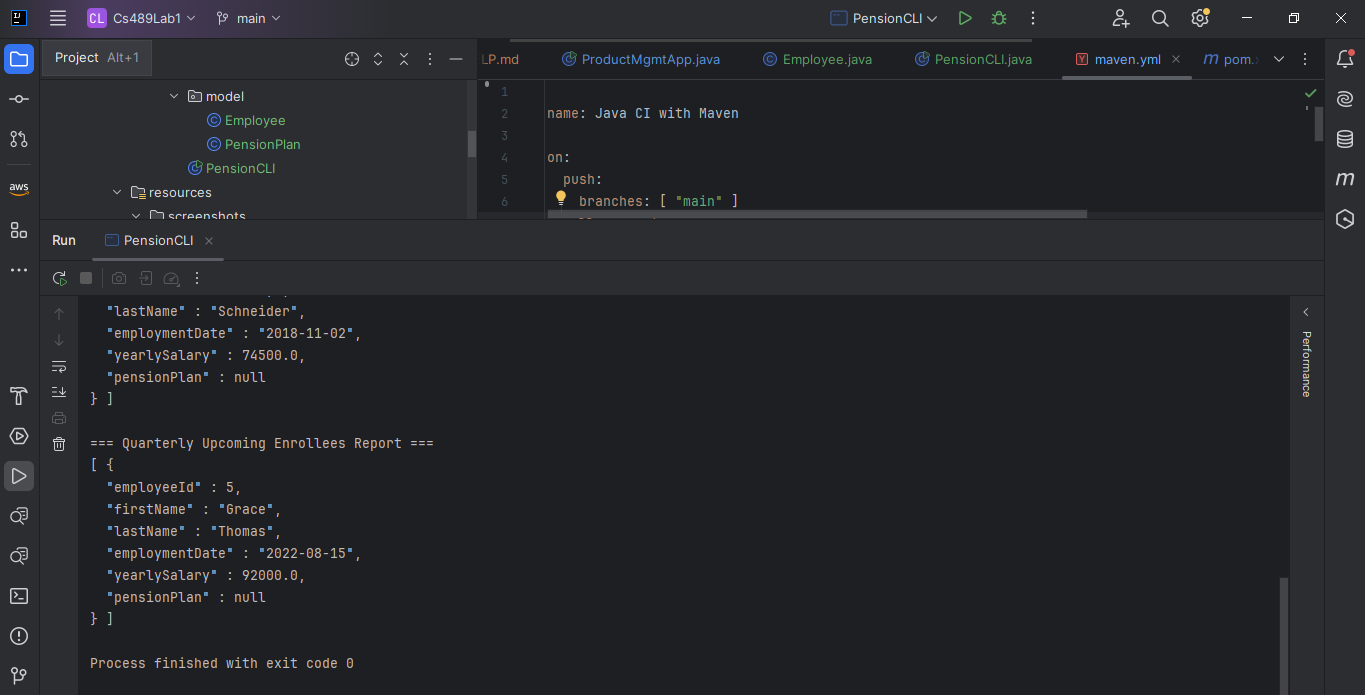 CL Cs489Lab1 main PensionCLI
Project Alt+1
LP.md ProductMgmtApp.java Employee.java PensionCLI.java maven.yml pom.
model
Employee
PensionPlan
PensionCLI
resources
screenshots
1
2 name: Java CI with Maven
3
4 on:
5 push:
6 branches: [ "main" ]
aws
Run PensionCLI
"lastName" : "Schneider",
"employmentDate" : "2018-11-02",
"yearlySalary" : 74500.0,
"pensionPlan" : null
} ]
=== Quarterly Upcoming Enrollees Report ===
[ {
"employeeId" : 5,
"firstName" : "Grace",
"lastName" : "Thomas",
"employmentDate" : "2022-08-15",
"yearlySalary" : 92000.0,
"pensionPlan" : null
} ]
Process finished with exit code 0
Performance